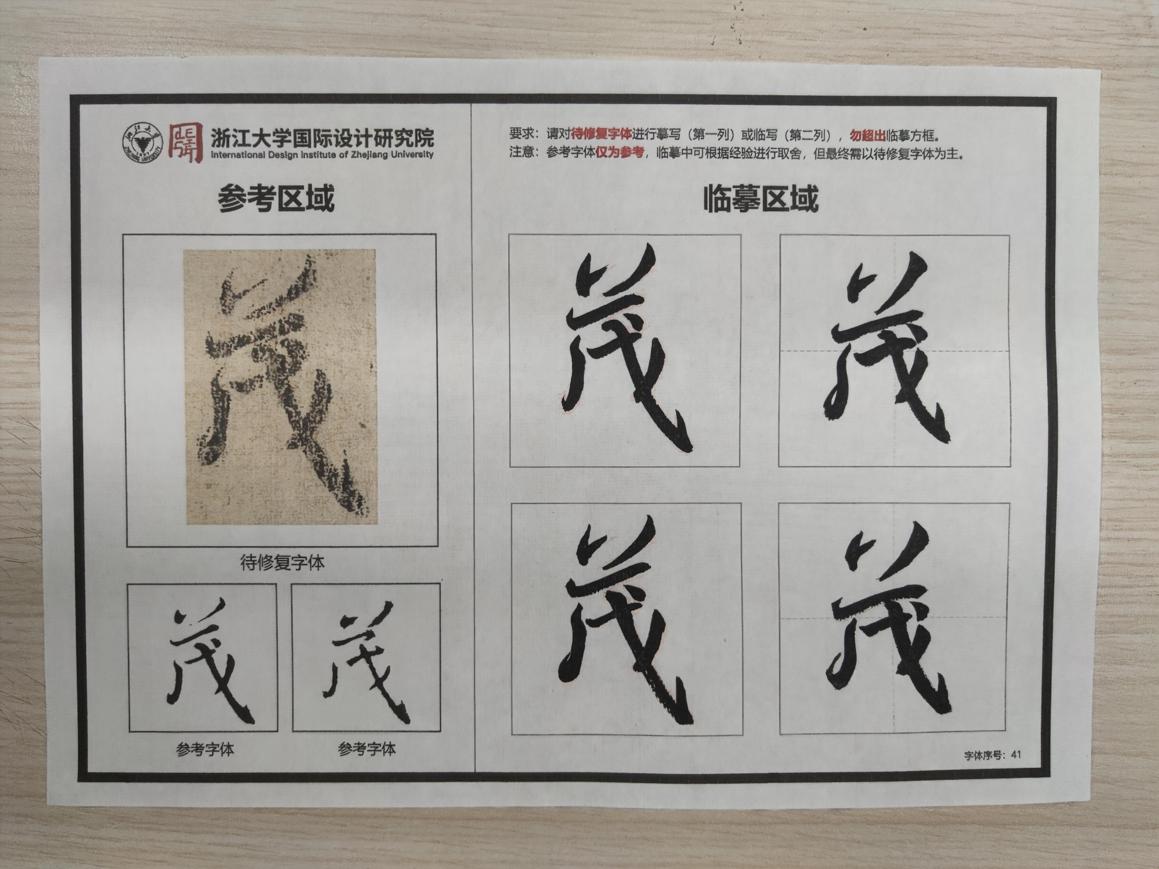 浙江大学国际设计研究院
International Design Institute of Zhejiang University
参考区域
茂
待修复字体
茂 茂
参考字体 参考字体
要求：请对待修复字体进行摹写（第一列）或临写（第二列），勿超出临摹方框。
注意：参考字体仅为参考，临摹中可根据经验进行取舍，但最终需以待修复字体为主。
临摹区域
茂 茂
茂 茂
字体序号：41